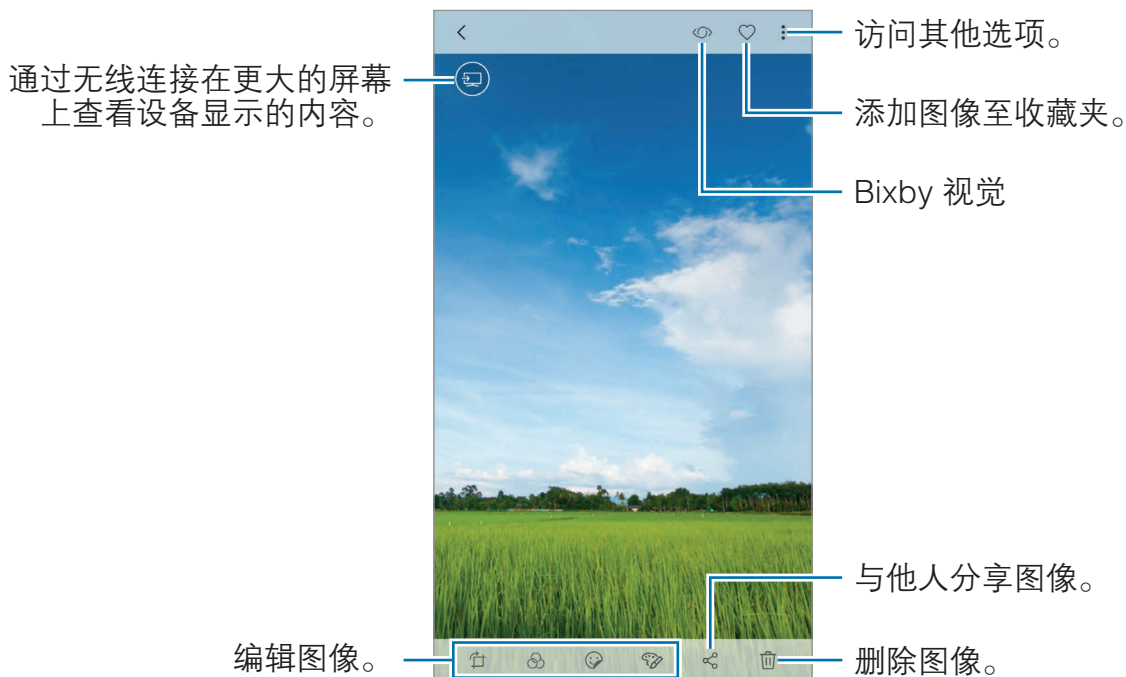 访问其他选项。
通过无线连接在更大的屏幕
上查看设备显示的内容。
添加图像至收藏夹。
Bixby 视觉
与他人分享图像。
编辑图像。
删除图像。